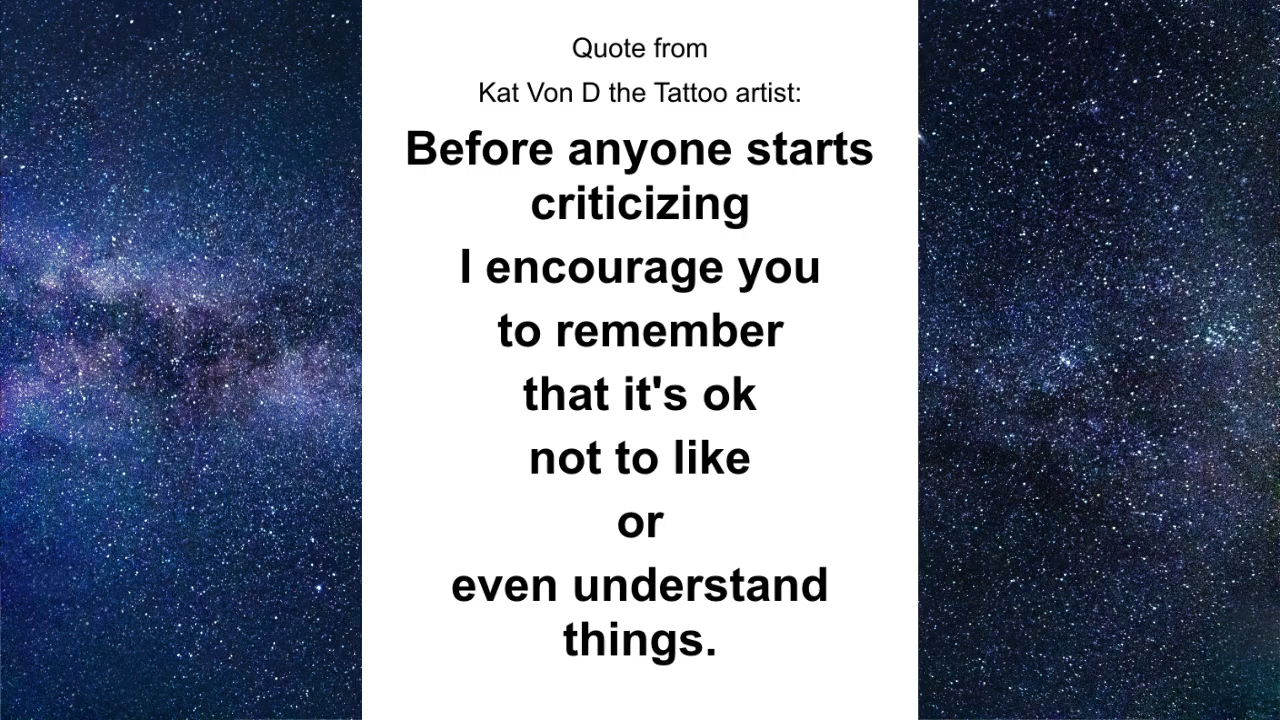 Quote from
Kat Von D the Tattoo artist:
Before anyone starts
criticizing
I encourage you
to remember
that it's ok
not to like
or
even understand
things.